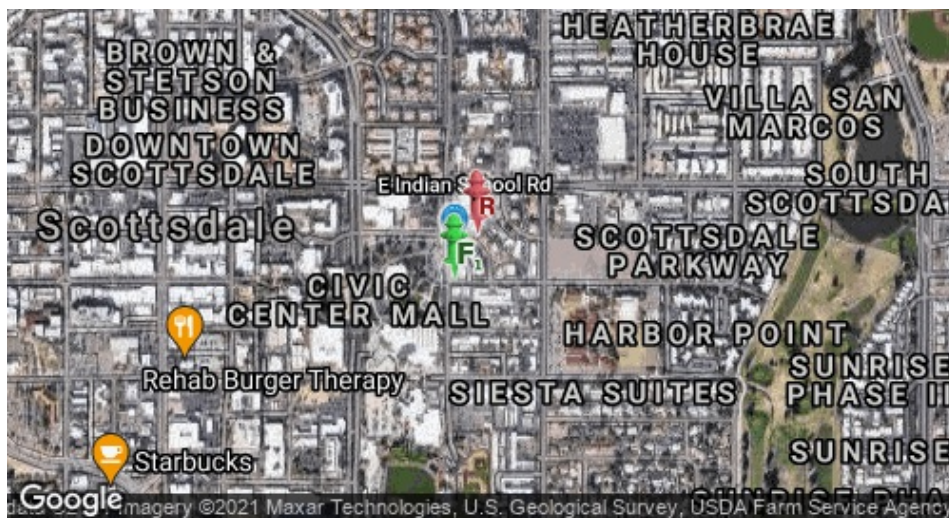 HEATHERBRAE
HOUSE
BROWN &
STETSON
BUSINESS
VILLA SAN
MARCOS
DOWNTOWN
SCOTTSDALE
E Indian School Rd
SOUTH
SCOTTSDA
R
Scottsdale
F1
SCOTTSDALE
PARKWAY
CIVIC
CENTER MALL
HARBOR POINT
Rehab Burger Therapy
SIESTA SUITES
SUNRISE
PHASE II
Starbucks
SUNRISE
Google
Imagery ©2021 Maxar Technologies, U.S. Geological Survey, USDA Farm Service Agency